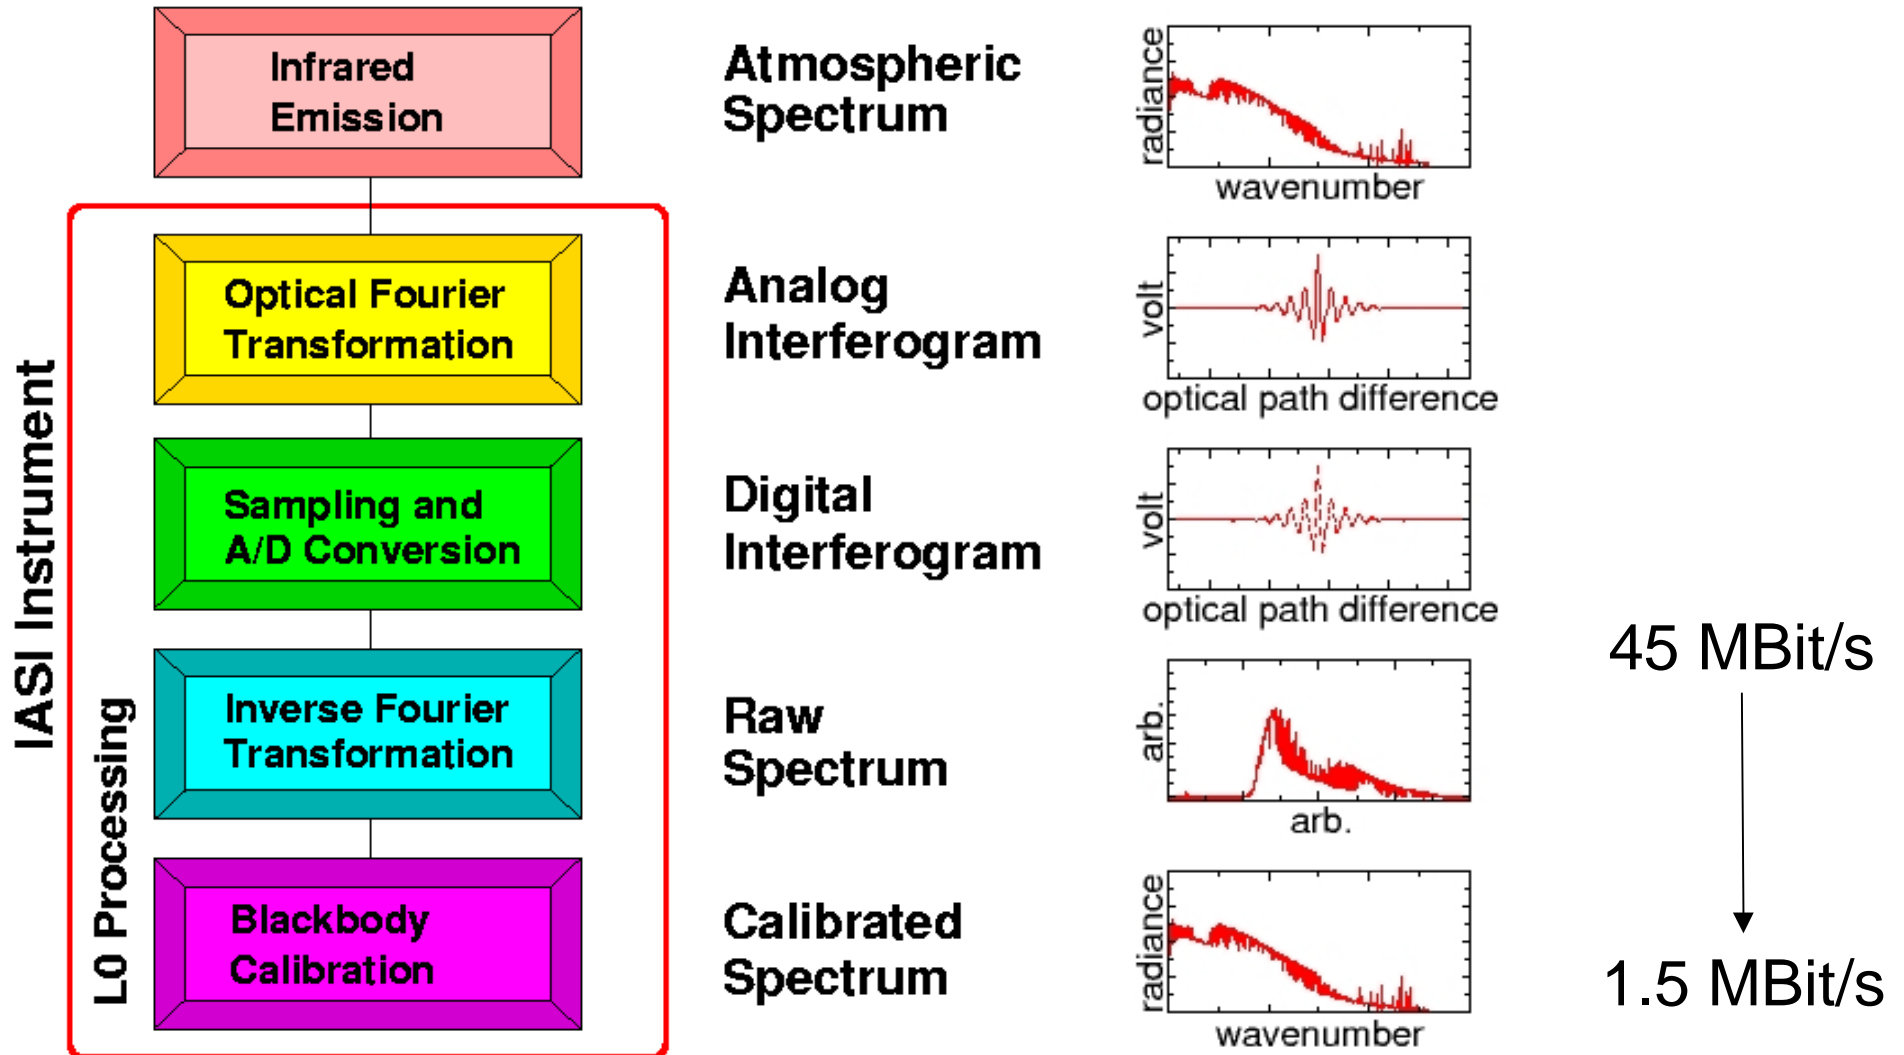 Infrared
Emission
Atmospheric
Spectrum
radiance
wavenumber
IASI Instrument
L0 Processing
Optical Fourier
Transformation
Analog
Interferogram
volt
optical path difference
Sampling and
A/D Conversion
Digital
Interferogram
volt
optical path difference
45 MBit/s
Inverse Fourier
Transformation
Raw
Spectrum
arb.
arb.
Blackbody
Calibration
Calibrated
Spectrum
radiance
wavenumber
1.5 MBit/s